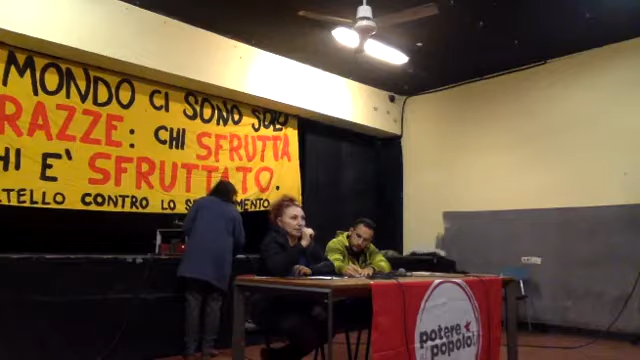 MONDO CI SONO SOLO
RAZZE: CHI SFRUTTA
HI E' SFRUTTATO.
TELLO CONTRO LO
potere
al popolo!